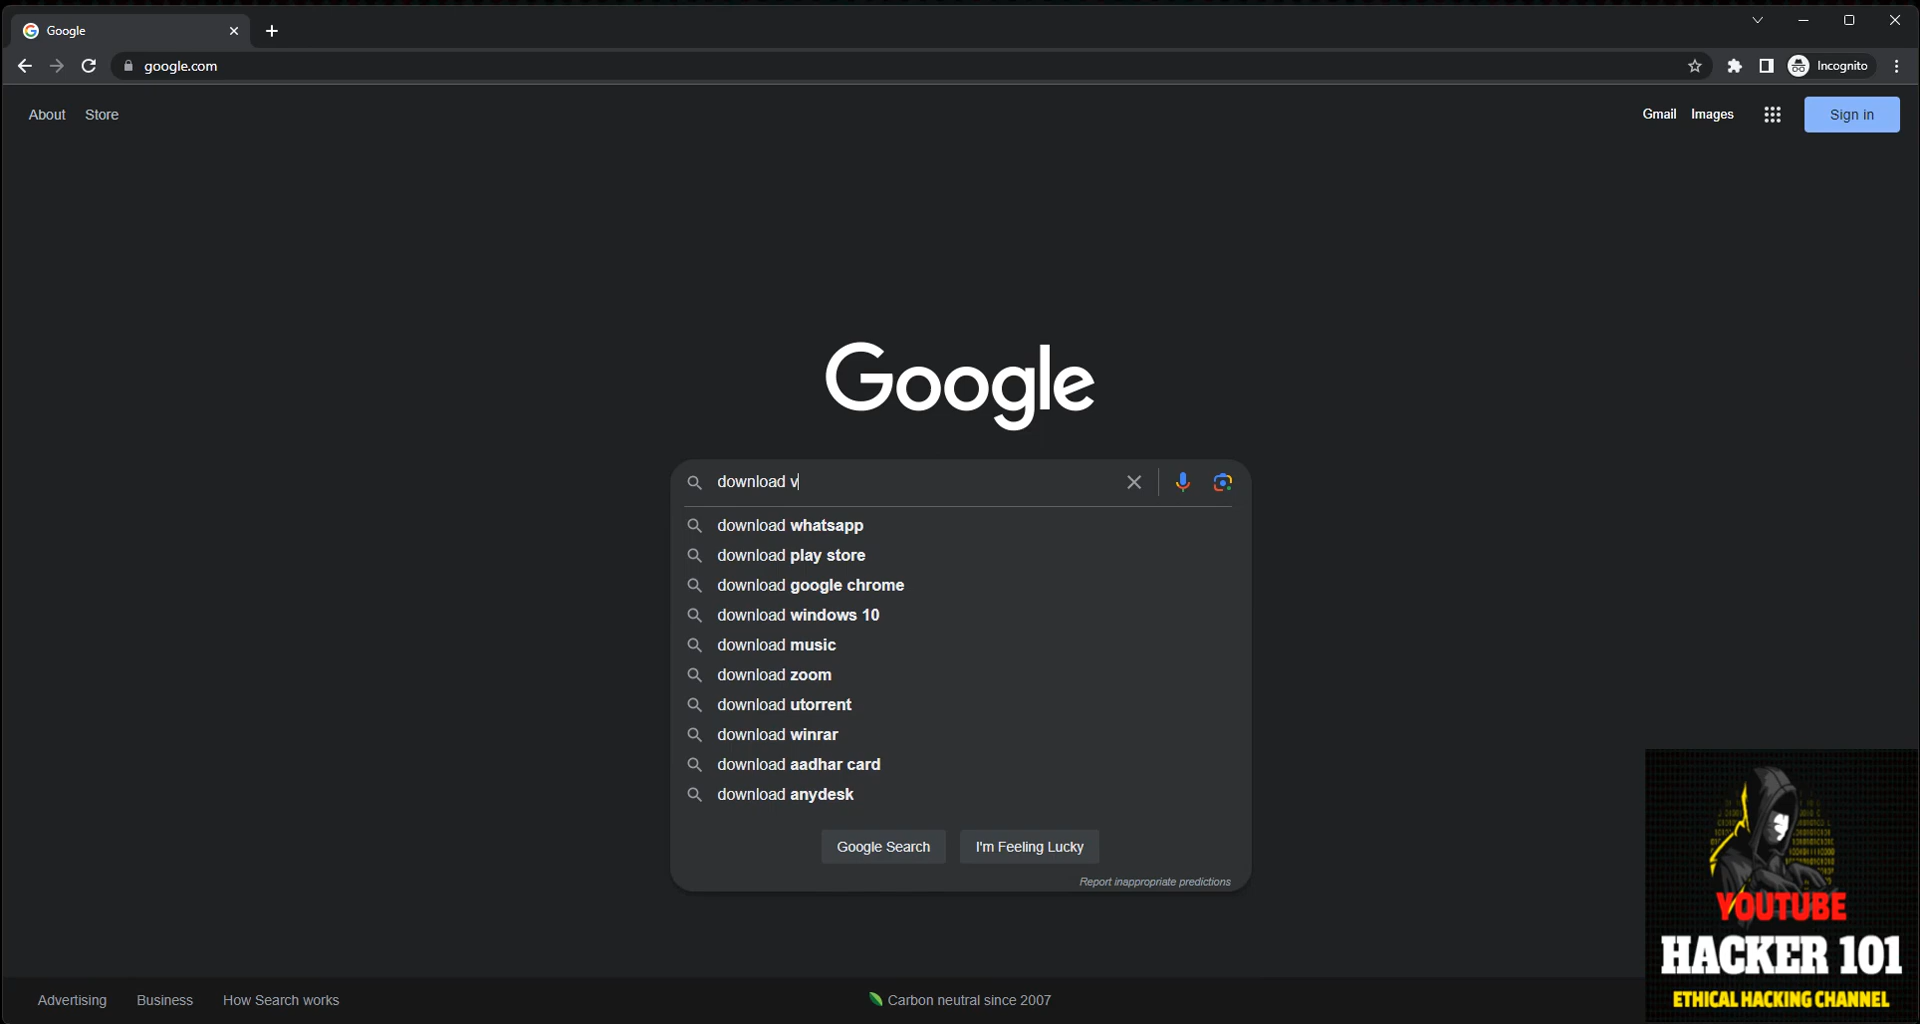 Google
google.com
Incognito
About Store
Gmail Images Sign in
Google
download v
download whatsapp
download play store
download google chrome
download windows 10
download music
download zoom
download utorrent
download winrar
download aadhar card
download anydesk
Google Search I'm Feeling Lucky
Report inappropriate predictions
YOUTUBE
HACKER 101
ETHICAL HACKING CHANNEL
Advertising Business How Search works Carbon neutral since 2007